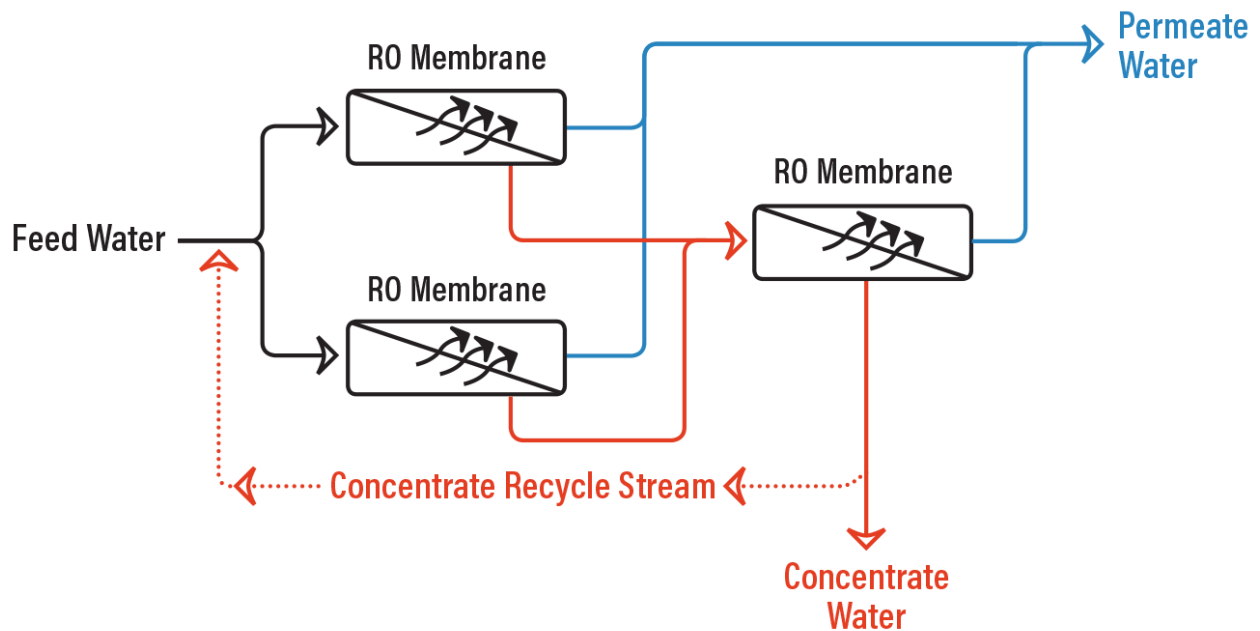 Permeate
Water
RO Membrane
RO Membrane
Feed Water
RO Membrane
Concentrate Recycle Stream
Concentrate
Water